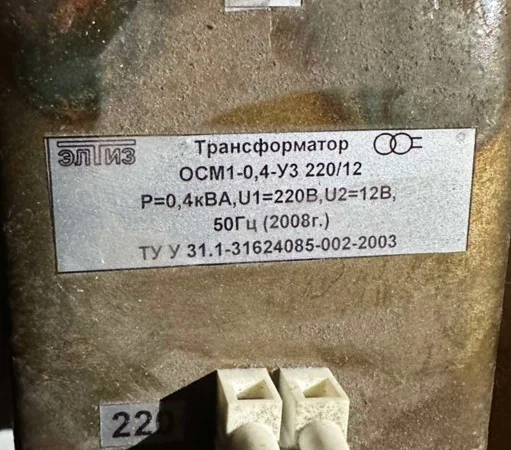 ЭЛТИЗ
Трансформатор
ОСМ1-0,4-У3 220/12
Р=0,4кВА,U1=220В,U2=12В,
50Гц (2008г.)
ТУ У 31.1-31624085-002-2003
220